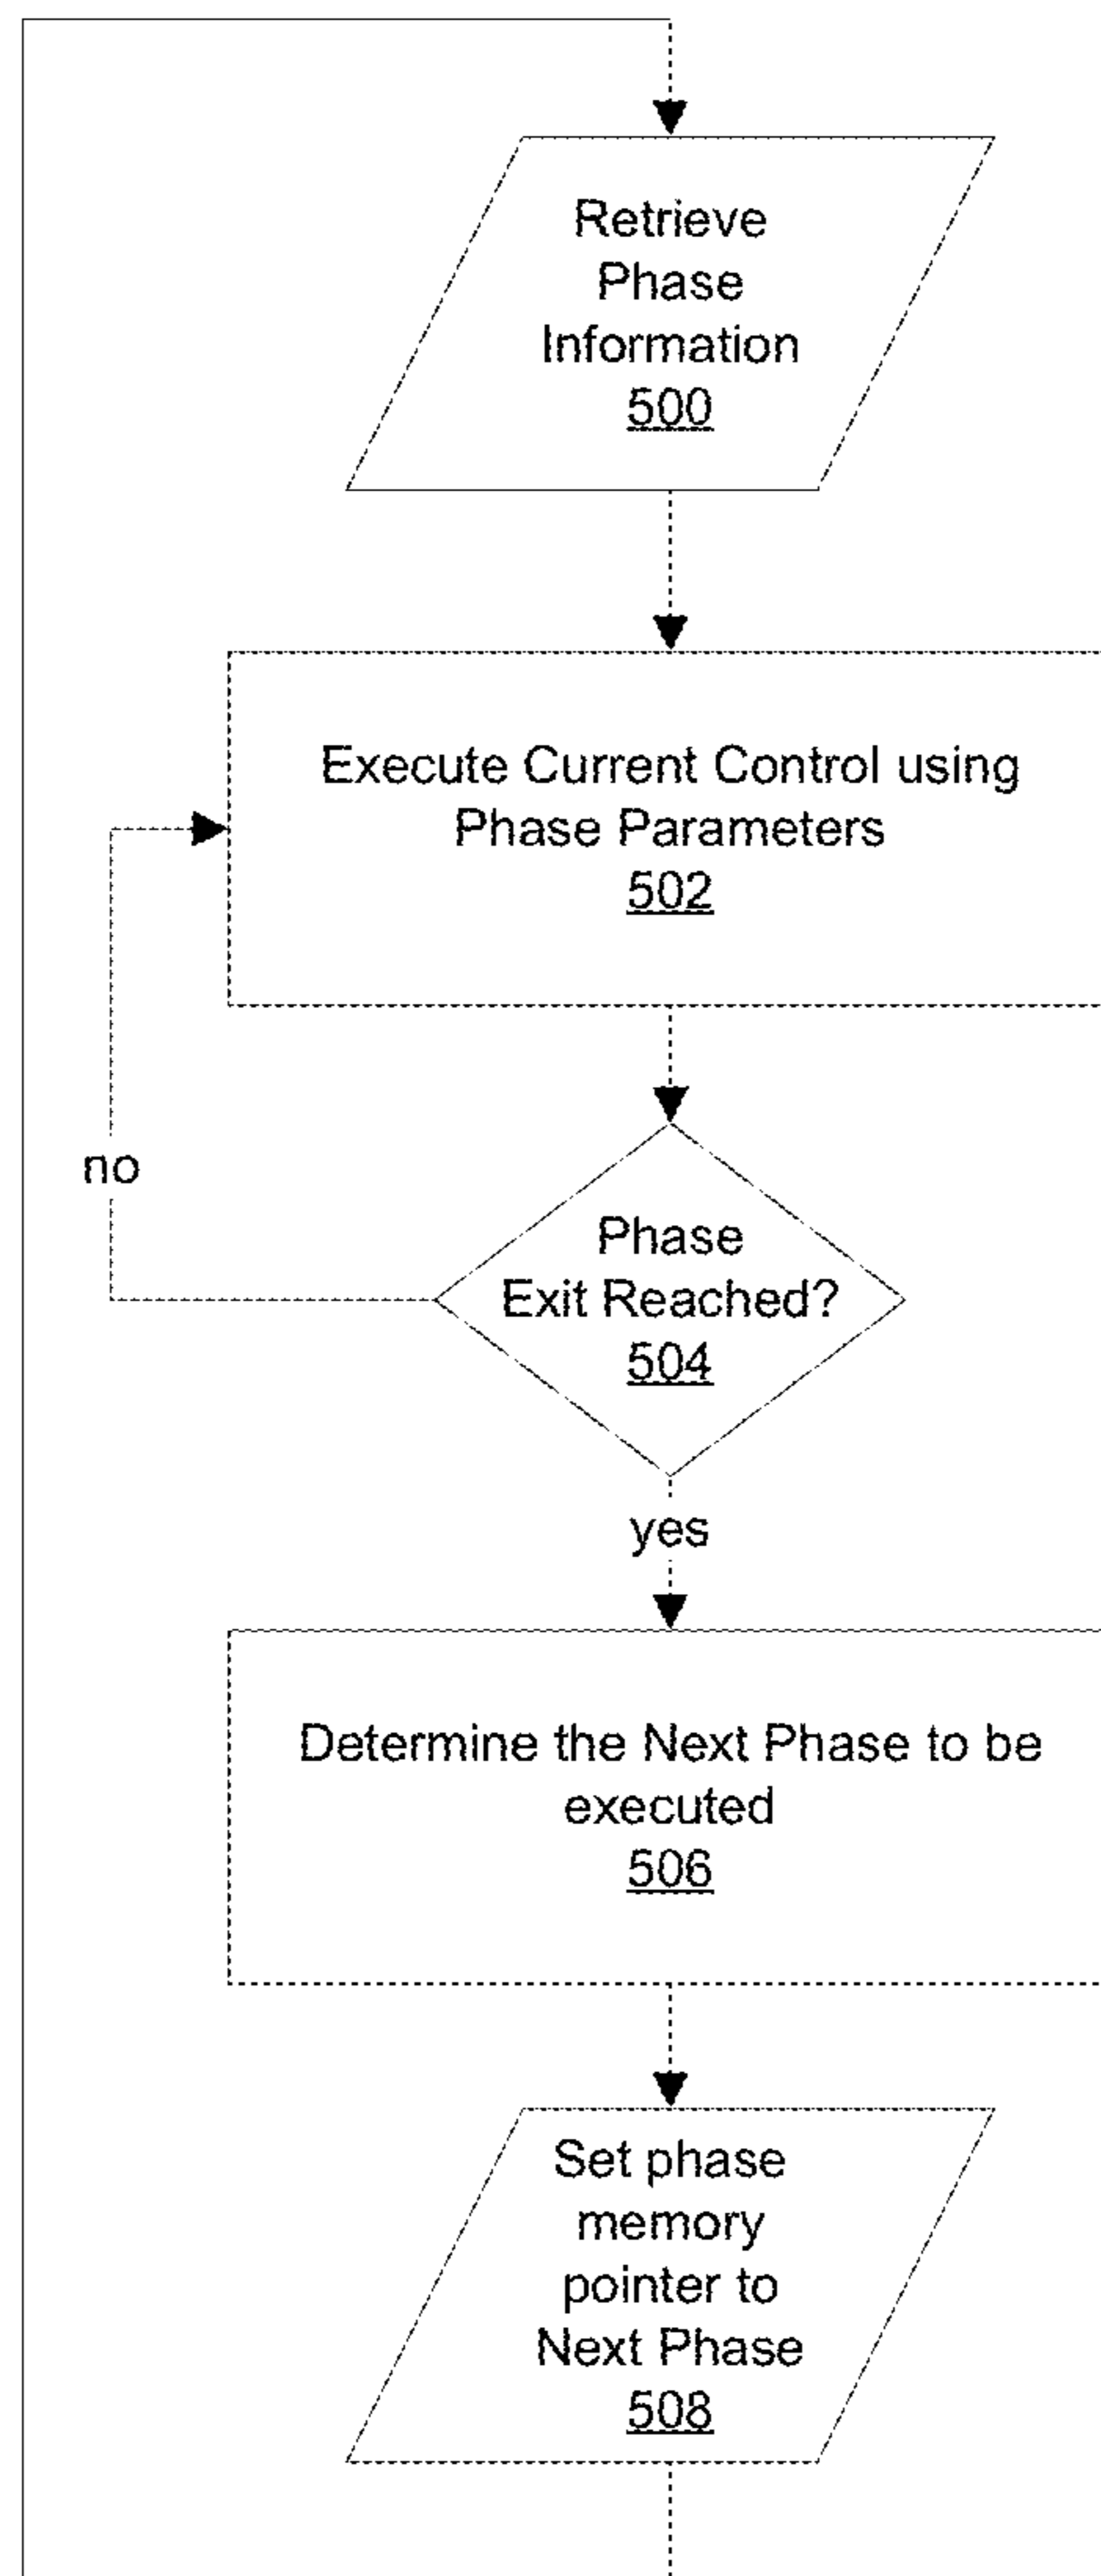 Retrieve
Phase
Information
500
Execute Current Control using
Phase Parameters
502
no
Phase
Exit Reached?
504
yes
Determine the Next Phase to be
executed
506
Set phase
memory
pointer to
Next Phase
508